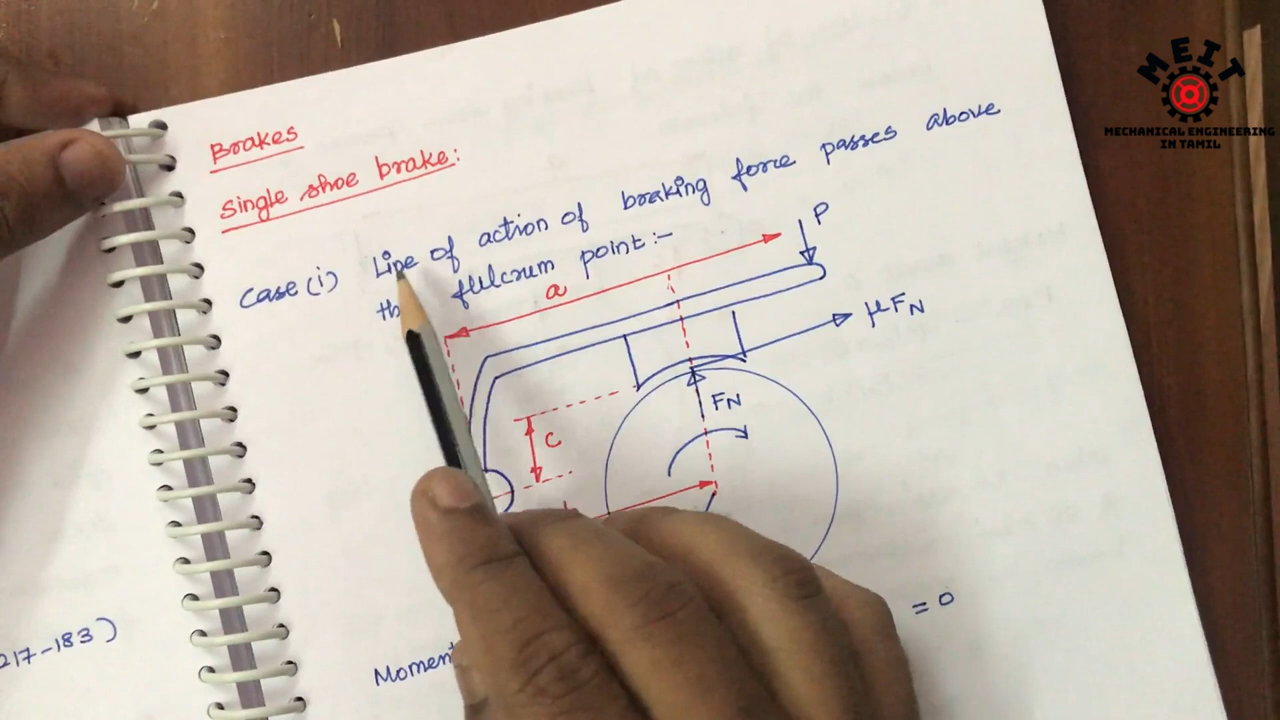 Brakes
Single shoe brake:
Case(i) Line of action of braking force passes above
fulcrum point:-
P
a
μFN
FN
C
217-183)
Moment
= 0
MEIT
MECHANICAL ENGINEERING
IN TAMIL